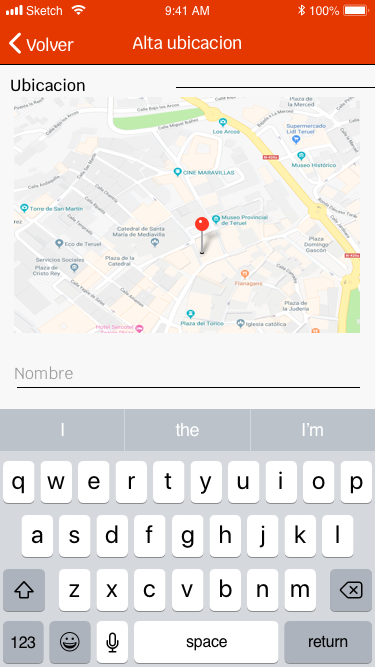 Sketch 9:41 AM 100%
Volver Alta ubicacion
Ubicacion
Plaza de la Merced
Los Arcos
Supermercado Lidl Teruel
N-420a
Museo Histórico
CINE MARAVILLAS
Torre de San Martin
Museo Provincial de Teruel
Catedral de Santa María de Mediavilla
Eco de Teruel
Plaza Domingo Gascón
Servicios Sociales
Plaza de la Catedral
Plaza de Cristo Rey
Flanagans
Plaza de la Judería
Plaza del Torico
Iglesia católica
Hotel Sercotel
Nombre
I the I'm
q w e r t y u i o p
a s d f g h j k l
z x c v b n m
123 space return